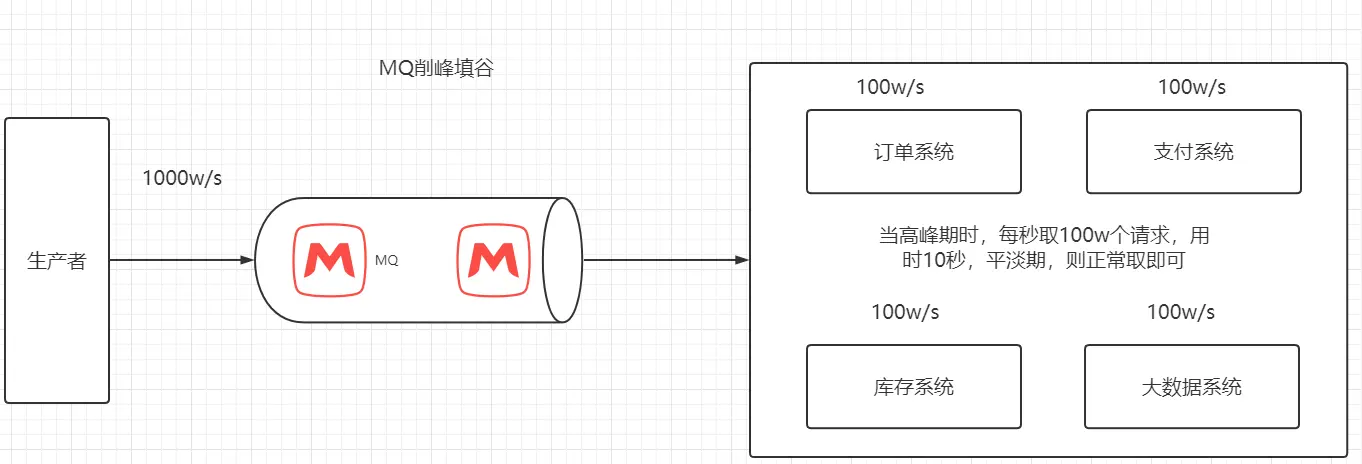 MQ削峰填谷
100w/s
100w/s
订单系统
支付系统
1000w/s
生产者
MQ
当高峰期时，每秒取100w个请求，用
时10秒，平淡期，则正常取即可
100w/s
100w/s
库存系统
大数据系统